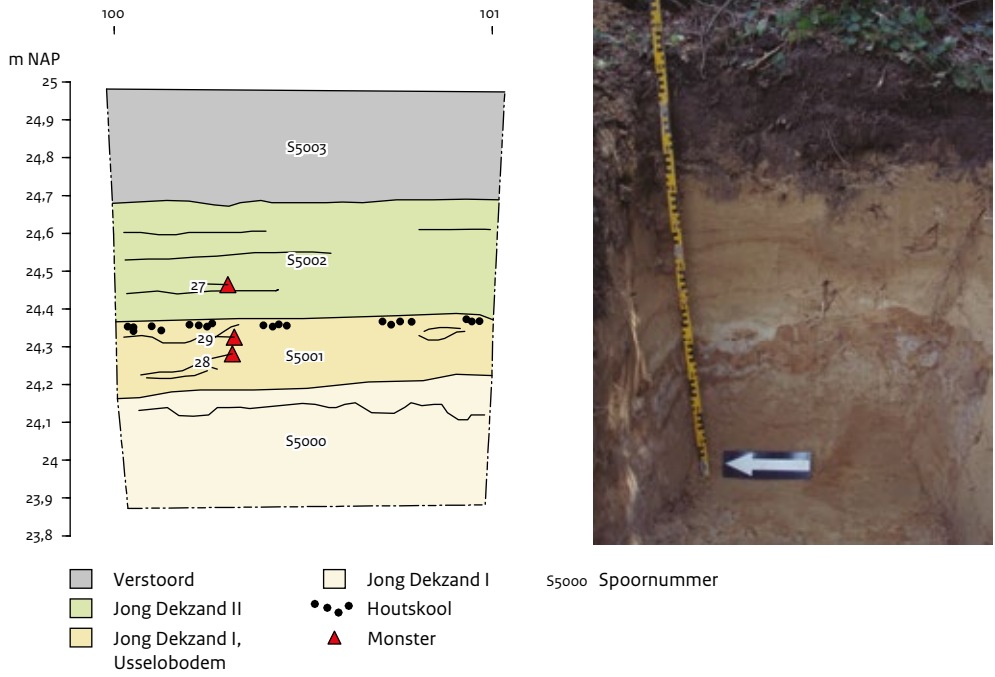 100 101
m NAP
25
24,9
24,8
24,7
24,6
24,5
24,4
24,3
24,2
24,1
24
23,9
23,8
S5003
S5002
27
29
S5001
28
S5000
Verstoord
Jong Dekzand II
Jong Dekzand I,
Usselobodem
Jong Dekzand I
Houtskool
Monster
S5000 Spoornummer